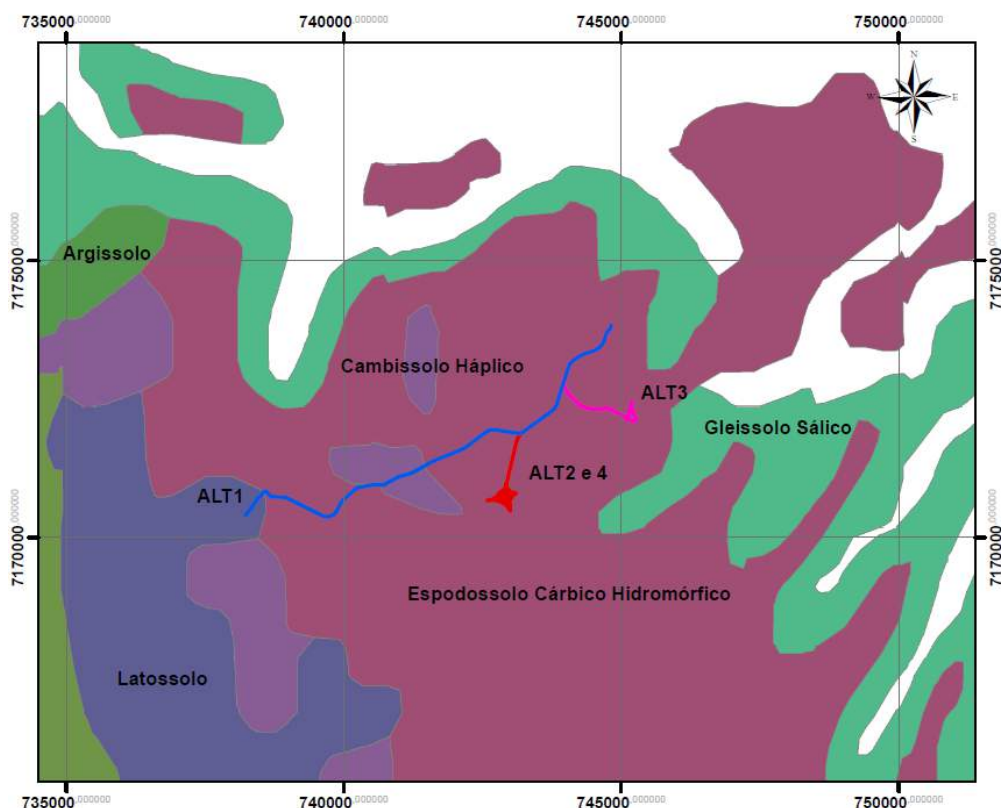 735000,000000
740000,000000
745000,000000
750000,000000
N
W
E
S
7175000,000000
7175000,000000
Argissolo
Cambissolo Háplico
ALT3
Gleissolo Sálico
ALT2 e 4
ALT1
7170000,000000
7170000,000000
Espodossolo Cárbico Hidromórfico
Latossolo
735000,000000
740000,000000
745000,000000
750000,000000